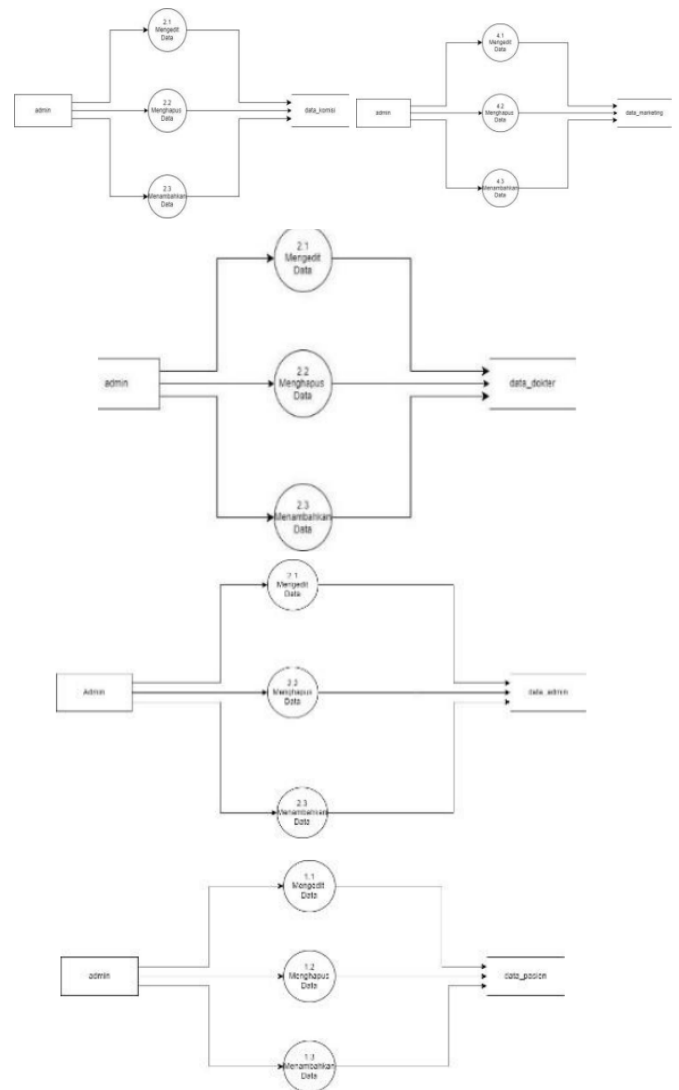 2.1
Mengedit
Data
admin
2.2
Menghapus
Data
data_komisi
2.3
Menambahkan
Data
4.1
Mengedit
Data
admin
4.2
Menghapus
Data
data_marketing
4.3
Menambahkan
Data
2.1
Mengedit
Data
admin
2.2
Menghapus
Data
data_dokter
2.3
Menambahkan
Data
2.1
Mengedit
Data
Admin
2.2
Menghapus
Data
data_admin
2.3
Menambahkan
Data
1.1
Mengedit
Data
admin
1.2
Menghapus
Data
data_pasien
1.3
Menambahkan
Data